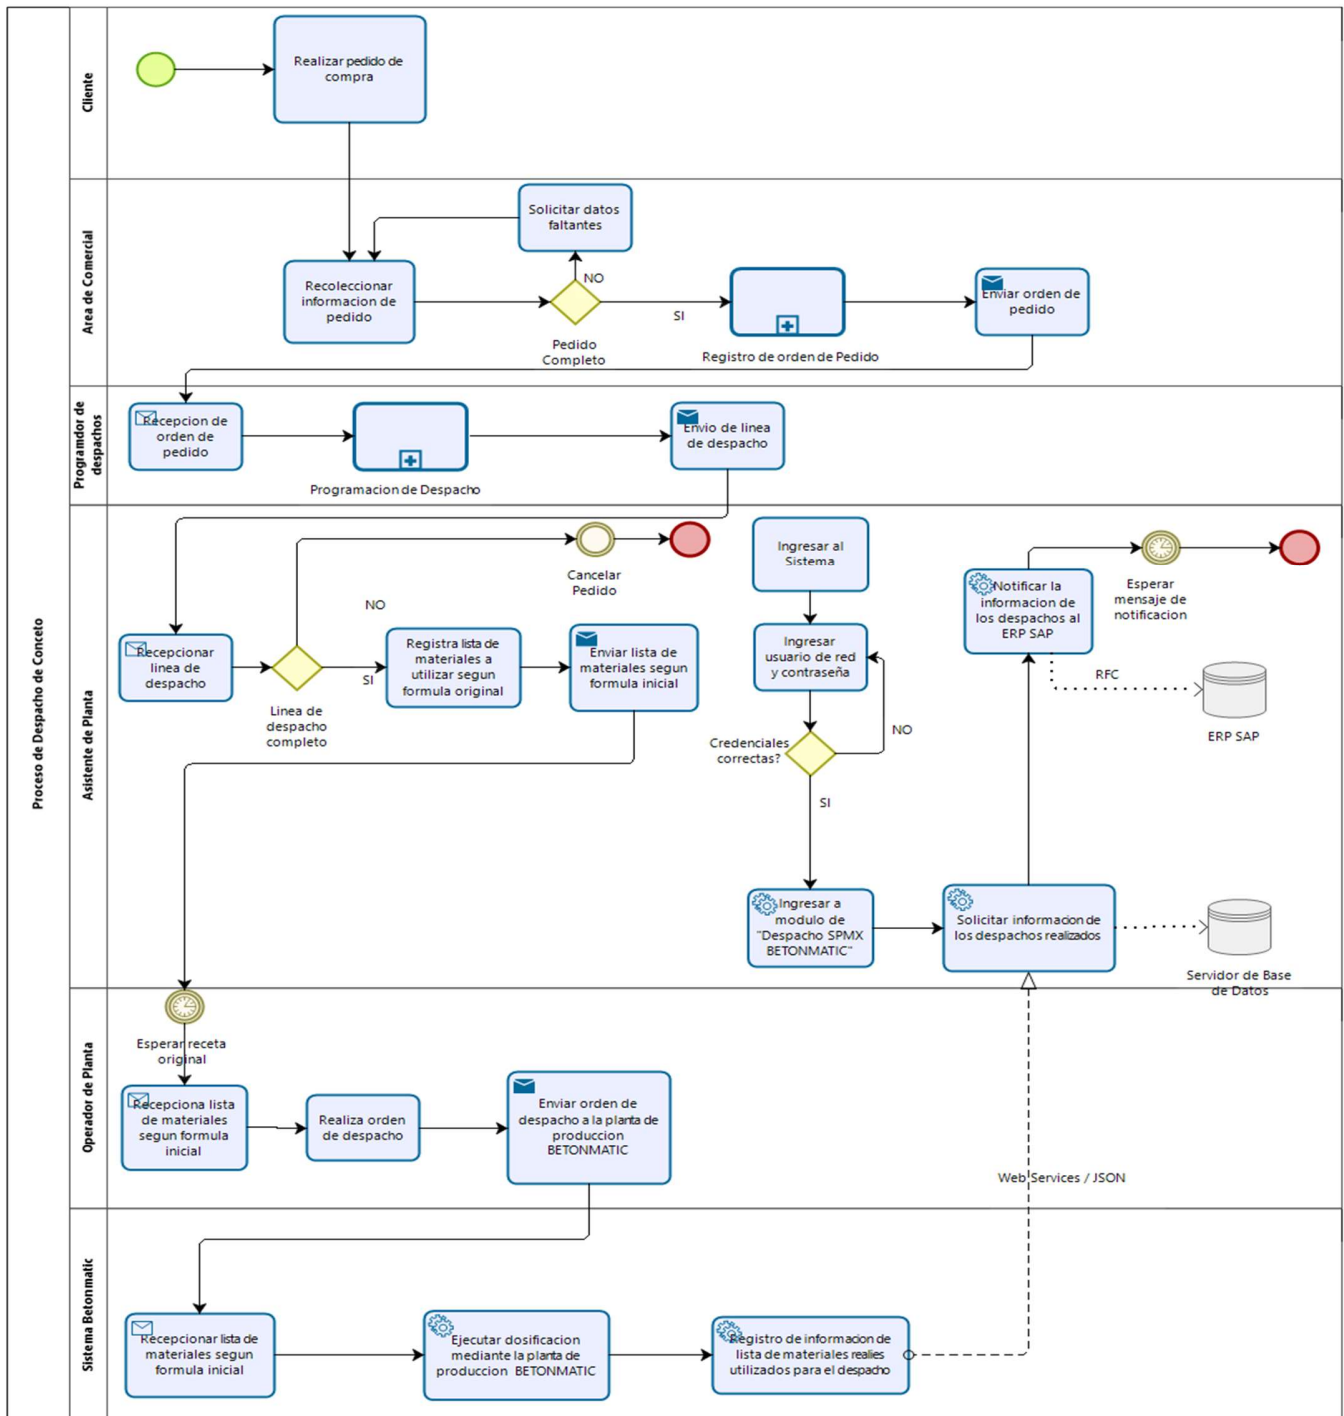 Proceso de Despacho de Conceto
Cliente
Realizar pedido de
compra
Area de Comercial
Solicitar datos
faltantes
Recoleccionar
informacion de
pedido
NO
SI
Pedido
Completo
Registro de orden de Pedido
Enviar orden de
pedido
Programdor de
despachos
Recepcion de
orden de
pedido
Programacion de Despacho
Envio de linea
de despacho
Asistente de Planta
Cancelar
Pedido
NO
Recepcionar
linea de
despacho
SI
Linea de
despacho
completo
Registra lista de
materiales a
utilizar segun
formula original
Enviar lista de
materiales segun
formula inicial
Ingresar al
Sistema
Ingresar
usuario de red
y contraseña
Credenciales
correctas?
NO
SI
Ingresar a
modulo de
"Despacho SPMX
BETONMATIC"
Solicitar informacion de
los despachos realizados
Notificar la
informacion de
los despachos al
ERP SAP
Esperar
mensaje de
notificacion
RFC
ERP SAP
Servidor de Base
de Datos
Operador de Planta
Esperar receta
original
Recepciona lista
de materiales
segun formula
inicial
Realiza orden
de despacho
Enviar orden de
despacho a la planta de
produccion
BETONMATIC
Web Services / JSON
Sistema Betonmatic
Recepcionar lista de
materiales segun
formula inicial
Ejecutar dosificacion
mediante la planta de
produccion BETONMATIC
Registro de informacion de
lista de materiales realies
utilizados para el despacho